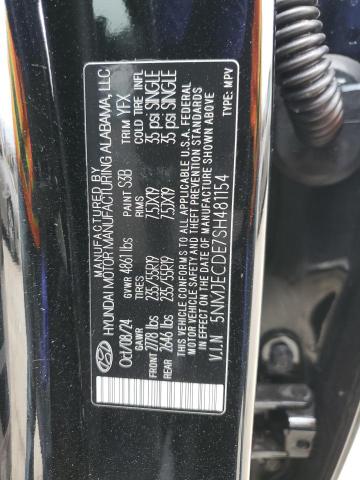 MANUFACTURED BY
HYUNDAI MOTOR MANUFACTURING ALABAMA, LLC
Oct/08/24 GVWR 4861 lbs PAINT S3B TRIM YFX
GAWR TIRES RIMS COLD TIRE INFL
FRONT 2778 lbs 235/55R19 7.5JX19 35 psi SINGLE
REAR 2646 lbs 235/55R19 7.5JX19 35 psi SINGLE
THIS VEHICLE CONFORMS TO ALL APPLICABLE U.S.A. FEDERAL
MOTOR VEHICLE SAFETY AND THEFT PREVENTION STANDARDS
IN EFFECT ON THE DATE OF MANUFACTURE SHOWN ABOVE
V.I.N. 5NMJECDE7SH481154 TYPE: MPV